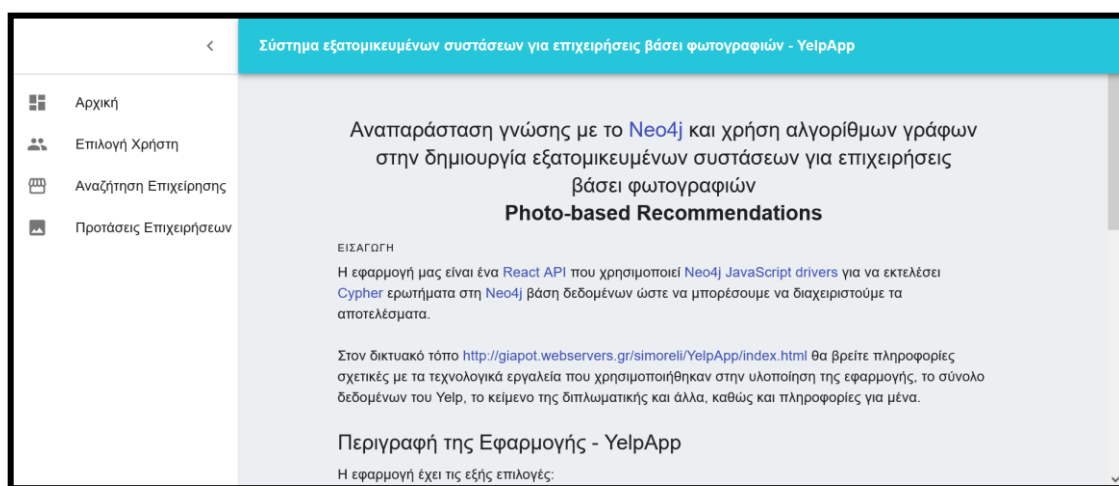 Σύστημα εξατομικευμένων συστάσεων για επιχειρήσεις βάσει φωτογραφιών - YelpApp
Αρχική
Επιλογή Χρήστη
Αναζήτηση Επιχείρησης
Προτάσεις Επιχειρήσεων
Αναπαράσταση γνώσης με το Neo4j και χρήση αλγορίθμων γράφων
στην δημιουργία εξατομικευμένων συστάσεων για επιχειρήσεις
βάσει φωτογραφιών
Photo-based Recommendations
ΕΙΣΑΓΩΓΗ
Η εφαρμογή μας είναι ένα React API που χρησιμοποιεί Neo4j JavaScript drivers για να εκτελέσει
Cypher ερωτήματα στη Neo4j βάση δεδομένων ώστε να μπορέσουμε να διαχειριστούμε τα
αποτελέσματα.
Στον δικτυακό τόπο http://giapot.webservers.gr/simoreli/YelpApp/index.html θα βρείτε πληροφορίες
σχετικές με τα τεχνολογικά εργαλεία που χρησιμοποιήθηκαν στην υλοποίηση της εφαρμογής, το σύνολο
δεδομένων του Yelp, το κείμενο της διπλωματικής και άλλα, καθώς και πληροφορίες για μένα.
Περιγραφή της Εφαρμογής - YelpApp
Η εφαρμογή έχει τις εξής επιλογές: